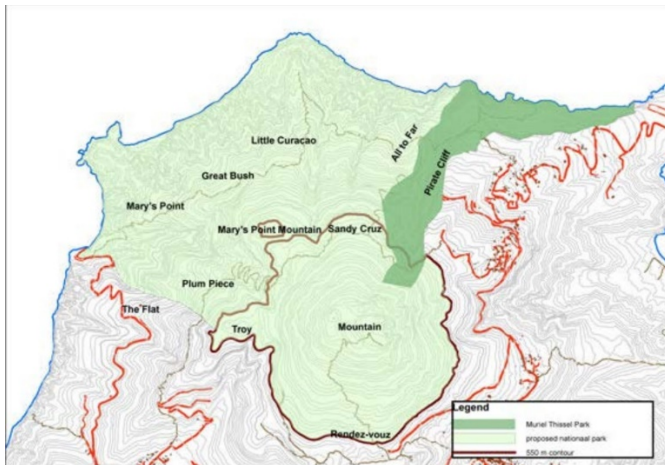 Little Curaçao
All to Far
Great Bush
Pirate Cliff
Mary's Point
Mary's Point Mountain
Sandy Cruz
Plum Piece
The Flat
Troy
Mountain
Rendez-vouz
Legend
Muriel Thissel Park
proposed nationaal park
550 m contour